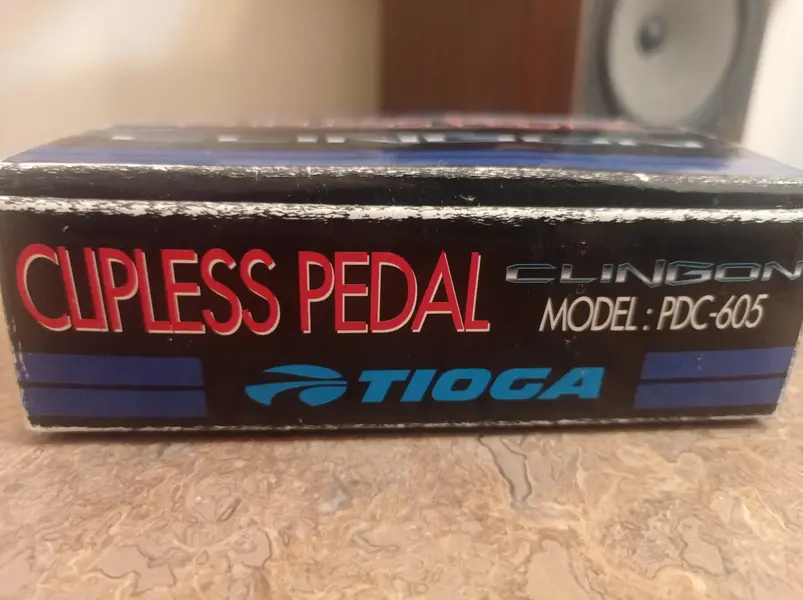 CLIPLESS PEDAL
CLINGON
MODEL : PDC-605
TIOGA